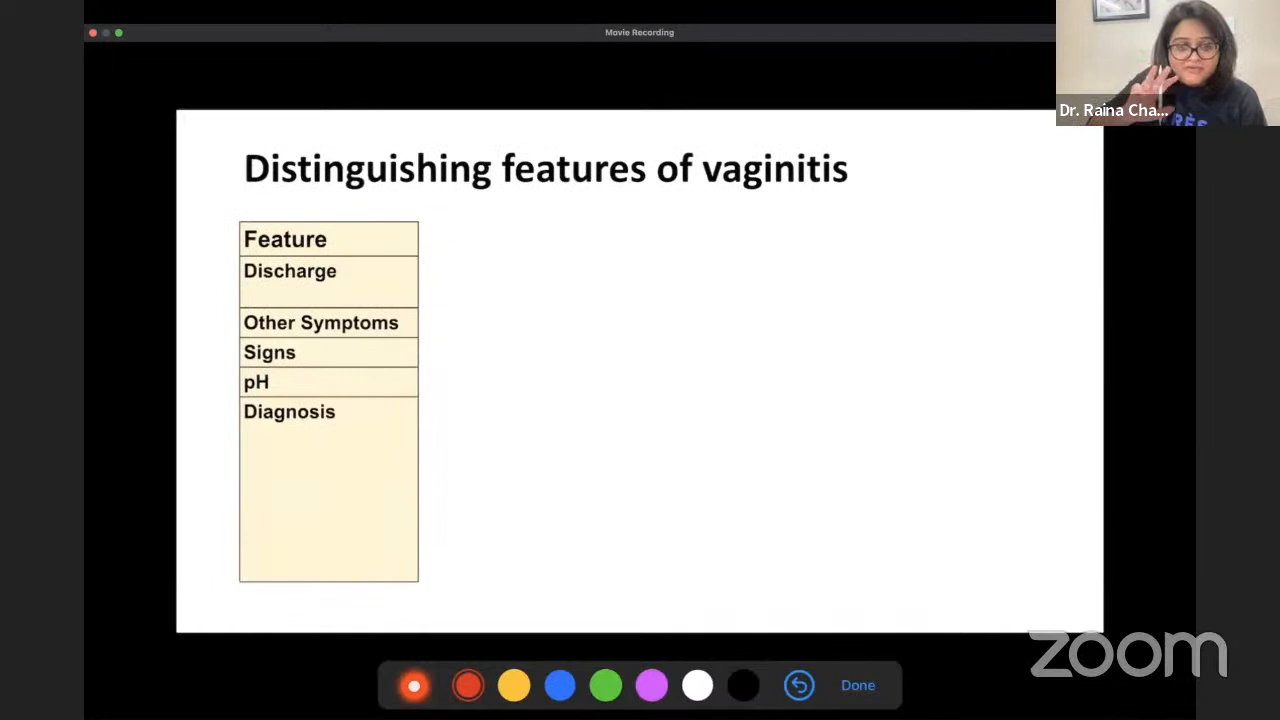 Movie Recording
Dr. Raina Cha...
Distinguishing features of vaginitis
Feature
Discharge
Other Symptoms
Signs
pH
Diagnosis
zoom
Done